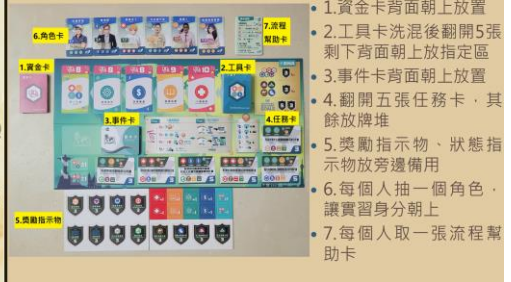 6.角色卡
7.流程
幫助卡
1.資金卡
2.工具卡
3.事件卡
4.任務卡
5.獎勵指示物
• 1.資金卡背面朝上放置
• 2.工具卡洗混後翻開5張
剩下背面朝上放指定區
• 3.事件卡背面朝上放置
• 4.翻開五張任務卡，其
餘放牌堆
• 5.獎勵指示物、狀態指
示物放旁邊備用
• 6.每個人抽一個角色，
讓實習身分朝上
• 7.每個人取一張流程幫
助卡